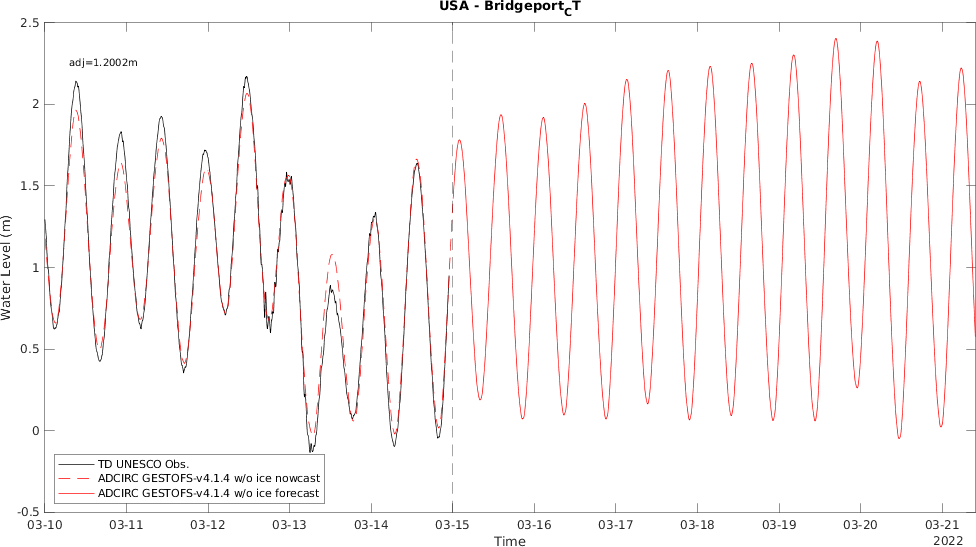 USA - Bridgeport_CT
2.5
adj=1.2002m
2
1.5
1
0.5
0
-0.5
Water Level (m)
TD UNESCO Obs.
ADCIRC GESTOFS-v4.1.4 w/o ice nowcast
ADCIRC GESTOFS-v4.1.4 w/o ice forecast
03-10 03-11 03-12 03-13 03-14 03-15 03-16 03-17 03-18 03-19 03-20 03-21
Time
2022